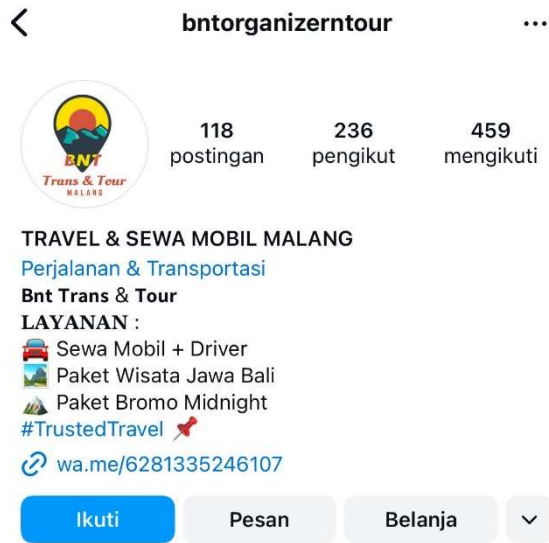 bntorganizerntour
BNT
Trans & Tour
MALANG
118
postingan
236
pengikut
459
mengikuti
TRAVEL & SEWA MOBIL MALANG
Perjalanan & Transportasi
Bnt Trans & Tour
LAYANAN :
Sewa Mobil + Driver
Paket Wisata Jawa Bali
Paket Bromo Midnight
#TrustedTravel
wa.me/6281335246107
Ikuti
Pesan
Belanja